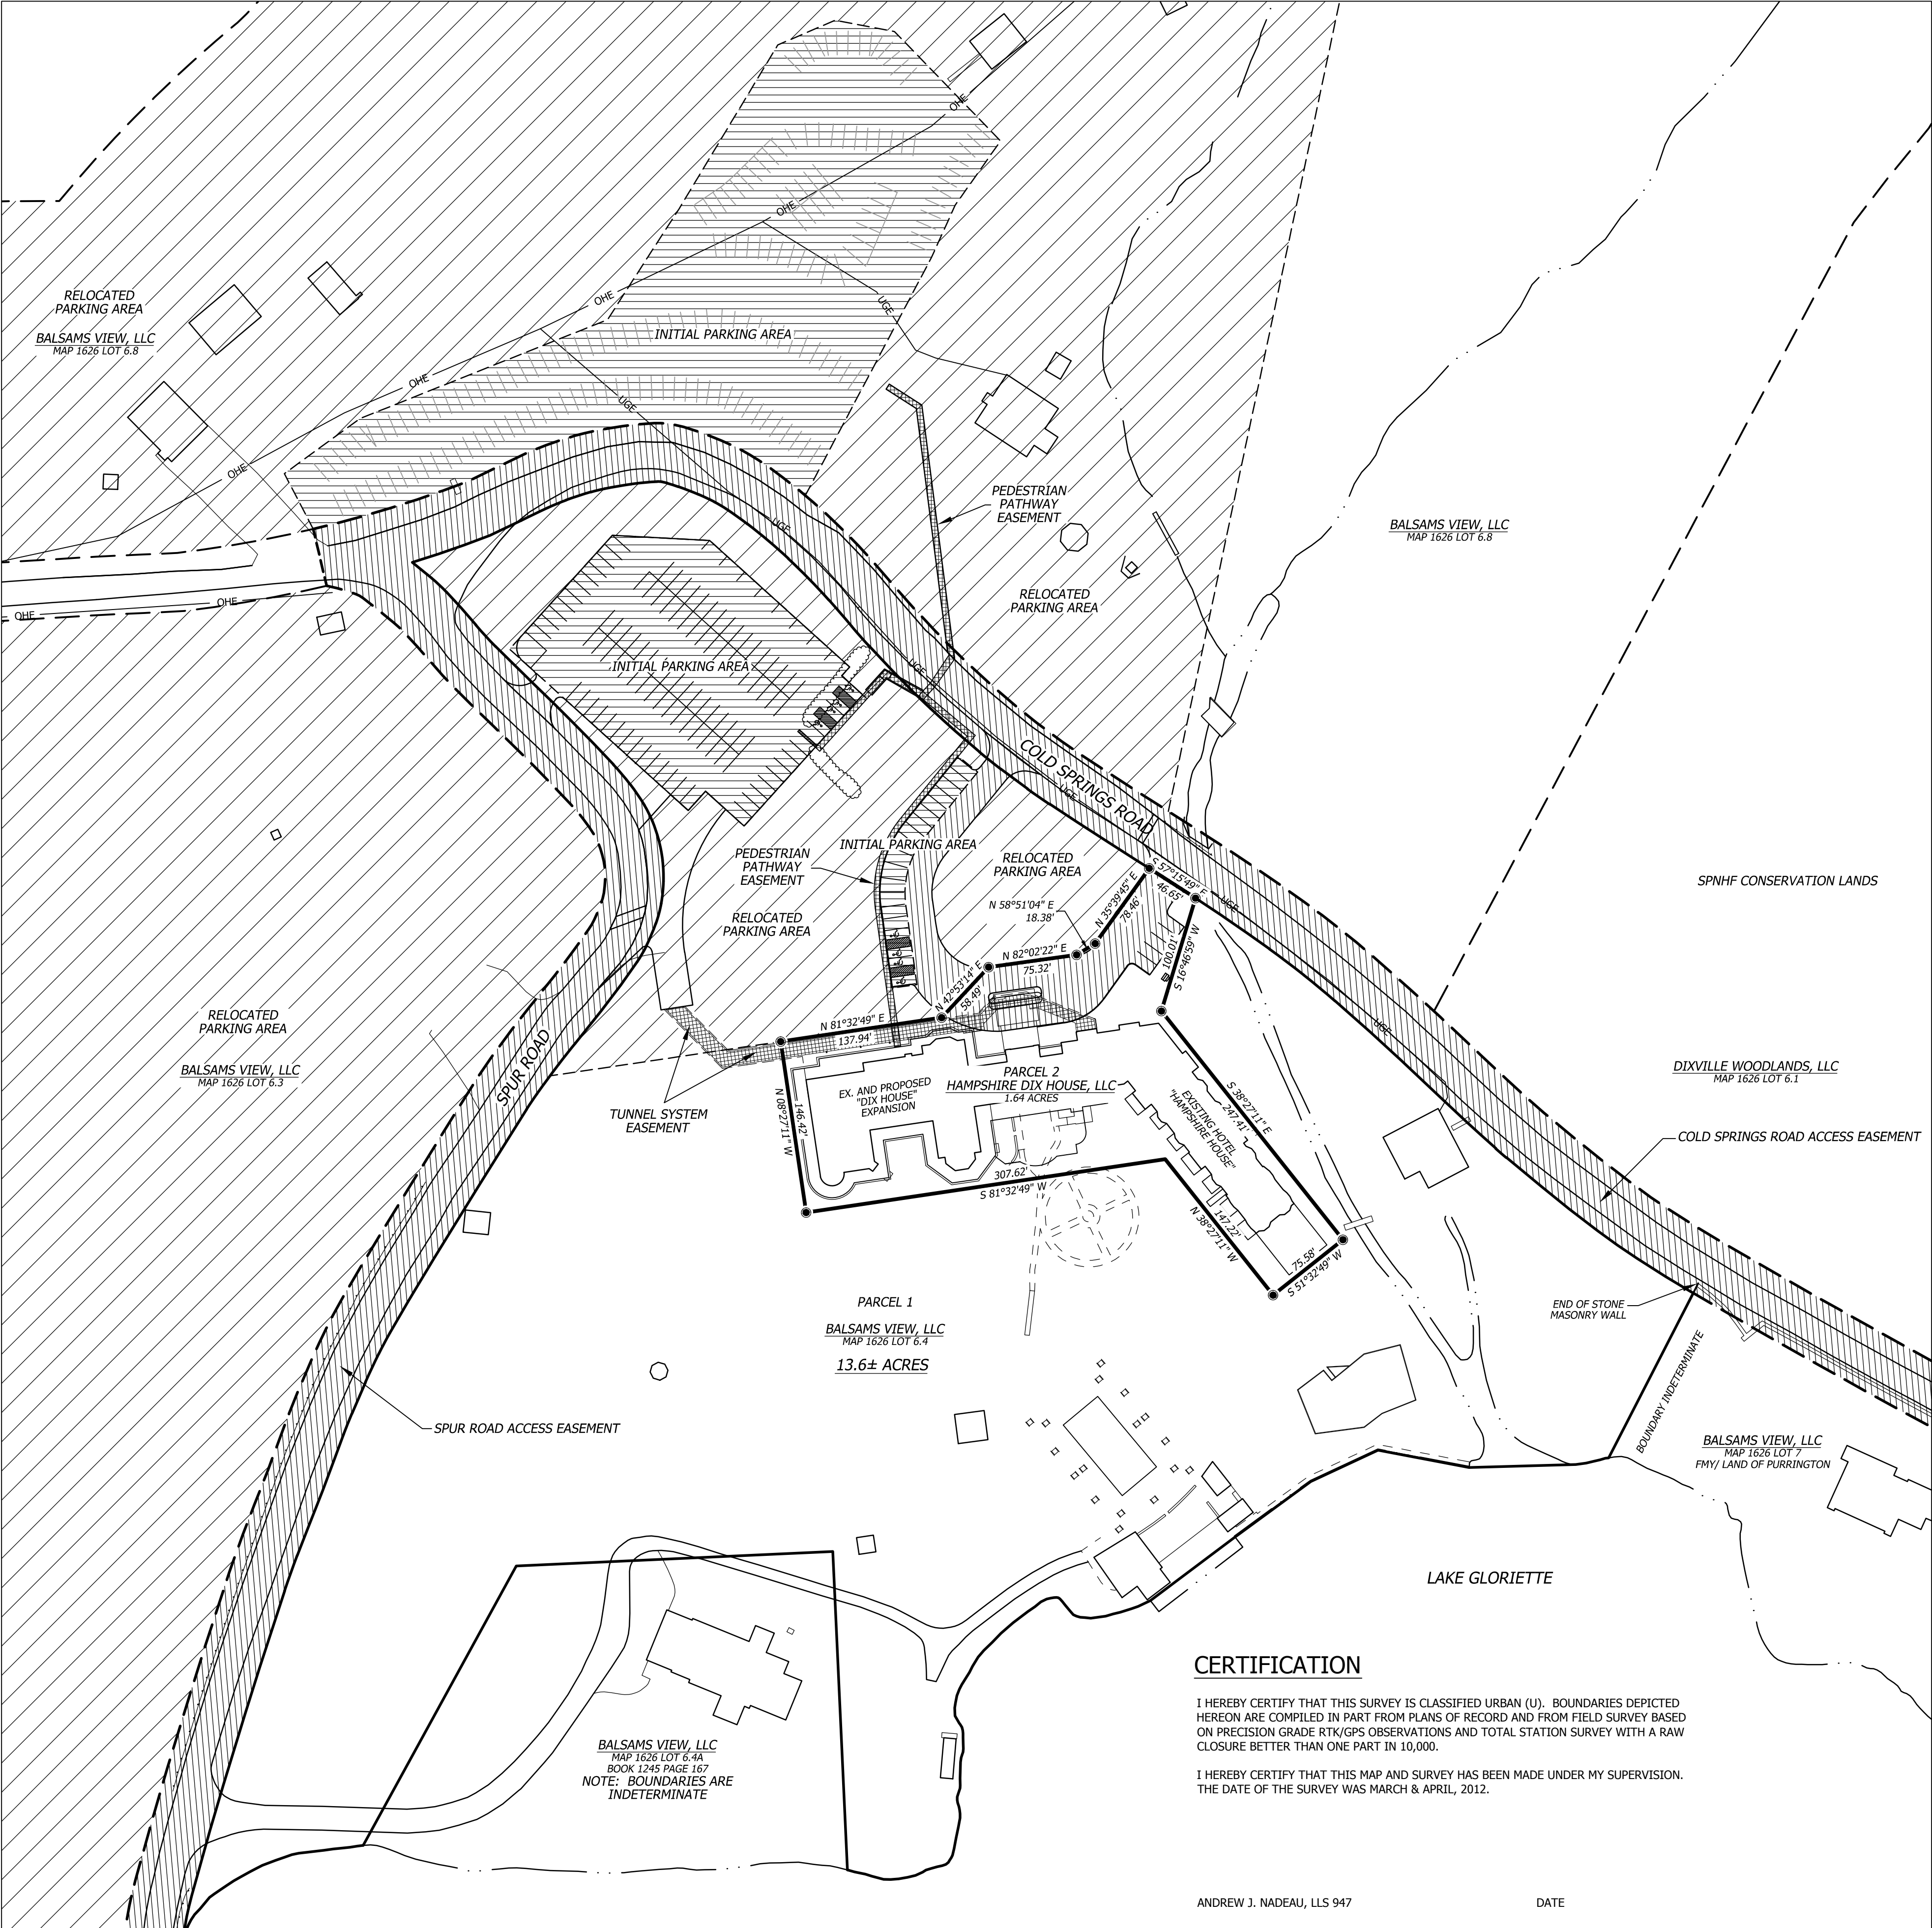 OHE
OHE
UGE
RELOCATED
PARKING AREA
BALSAMS VIEW, LLC
MAP 1626 LOT 6.8
OHE
INITIAL PARKING AREA
OHE
UGE
OHE
PEDESTRIAN
PATHWAY
EASEMENT
UGE
BALSAMS VIEW, LLC
MAP 1626 LOT 6.8
RELOCATED
PARKING AREA
OHE
OHE
INITIAL PARKING AREA
UGE
COLD SPRINGS ROAD
UGE
PEDESTRIAN
PATHWAY
EASEMENT
INITIAL PARKING AREA
RELOCATED
PARKING AREA
S 57°15'49" E
46.65'
UGE
SPNHF CONSERVATION LANDS
N 58°51'04" E
18.38'
N 35°39'45" E
78.46'
RELOCATED
PARKING AREA
N 82°02'22" E
75.32'
100.01'
S 16°46'59" W
N 42°53'14" E
58.49'
RELOCATED
PARKING AREA
BALSAMS VIEW, LLC
MAP 1626 LOT 6.3
SPUR ROAD
N 81°32'49" E
137.94'
UGE
TUNNEL SYSTEM
EASEMENT
N 08°27'11" W
146.42'
EX. AND PROPOSED
"DIX HOUSE"
EXPANSION
PARCEL 2
HAMPSHIRE DIX HOUSE, LLC
1.64 ACRES
EXISTING HOTEL
"HAMPSHIRE HOUSE"
S 38°27'11" E
247.41'
DIXVILLE WOODLANDS, LLC
MAP 1626 LOT 6.1
COLD SPRINGS ROAD ACCESS EASEMENT
307.62'
S 81°32'49" W
147.22'
N 38°27'11" W
75.58'
S 51°32'49" W
PARCEL 1
BALSAMS VIEW, LLC
MAP 1626 LOT 6.4
13.6± ACRES
END OF STONE
MASONRY WALL
BOUNDARY INDETERMINATE
SPUR ROAD ACCESS EASEMENT
BALSAMS VIEW, LLC
MAP 1626 LOT 7
FMY/ LAND OF PURRINGTON
LAKE GLORIETTE
BALSAMS VIEW, LLC
MAP 1626 LOT 6.4A
BOOK 1245 PAGE 167
NOTE: BOUNDARIES ARE
INDETERMINATE
CERTIFICATION
I HEREBY CERTIFY THAT THIS SURVEY IS CLASSIFIED URBAN (U). BOUNDARIES DEPICTED
HEREON ARE COMPILED IN PART FROM PLANS OF RECORD AND FROM FIELD SURVEY BASED
ON PRECISION GRADE RTK/GPS OBSERVATIONS AND TOTAL STATION SURVEY WITH A RAW
CLOSURE BETTER THAN ONE PART IN 10,000.
I HEREBY CERTIFY THAT THIS MAP AND SURVEY HAS BEEN MADE UNDER MY SUPERVISION.
THE DATE OF THE SURVEY WAS MARCH & APRIL, 2012.
ANDREW J. NADEAU, LLS 947
DATE